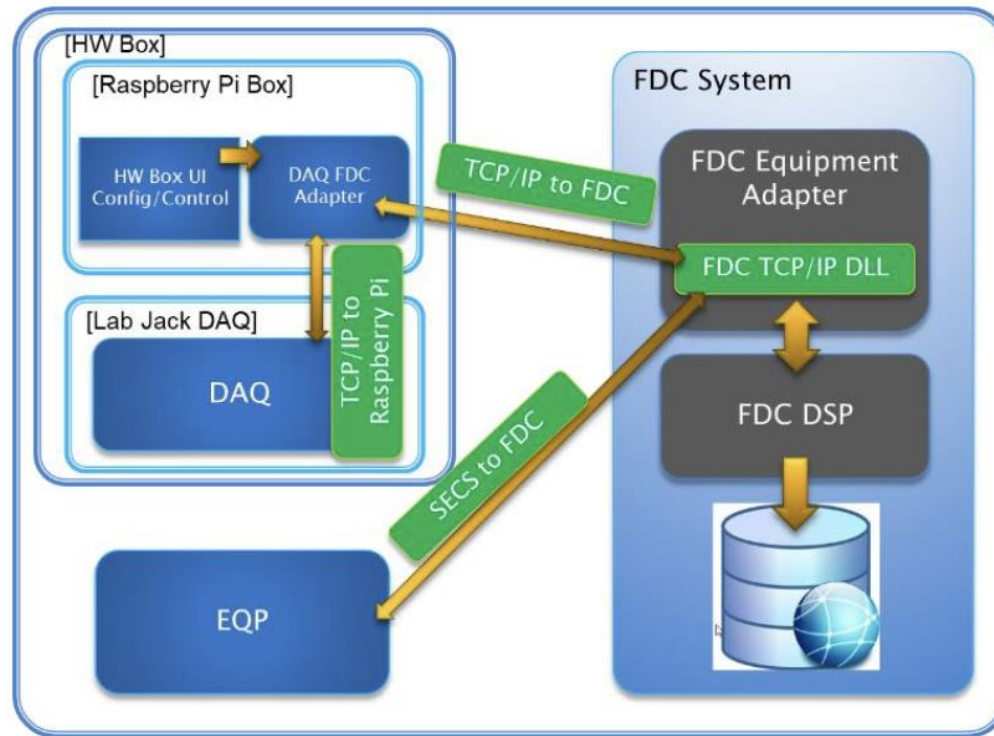 [HW Box]
[Raspberry Pi Box]
HW Box UI
Config/Control
DAQ FDC
Adapter
[Lab Jack DAQ]
DAQ
TCP/IP to
Raspberry Pi
EQP
TCP/IP to FDC
SECS to FDC
FDC System
FDC Equipment
Adapter
FDC TCP/IP DLL
FDC DSP